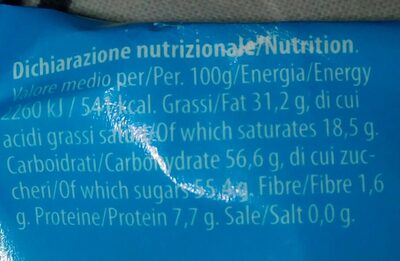 Dichiarazione nutrizionale/Nutrition.
Valore medio per/Per. 100g/Energia/Energy
2260 kJ / 541 kcal. Grassi/Fat 31,2 g, di cui
acidi grassi saturi/Of which saturates 18,5 g.
Carboidrati/Carbohydrate 56,6 g, di cui zuc-
cheri/Of which sugars 55,4 g. Fibre/Fibre 1,6
g. Proteine/Protein 7,7 g. Sale/Salt 0,0 g.